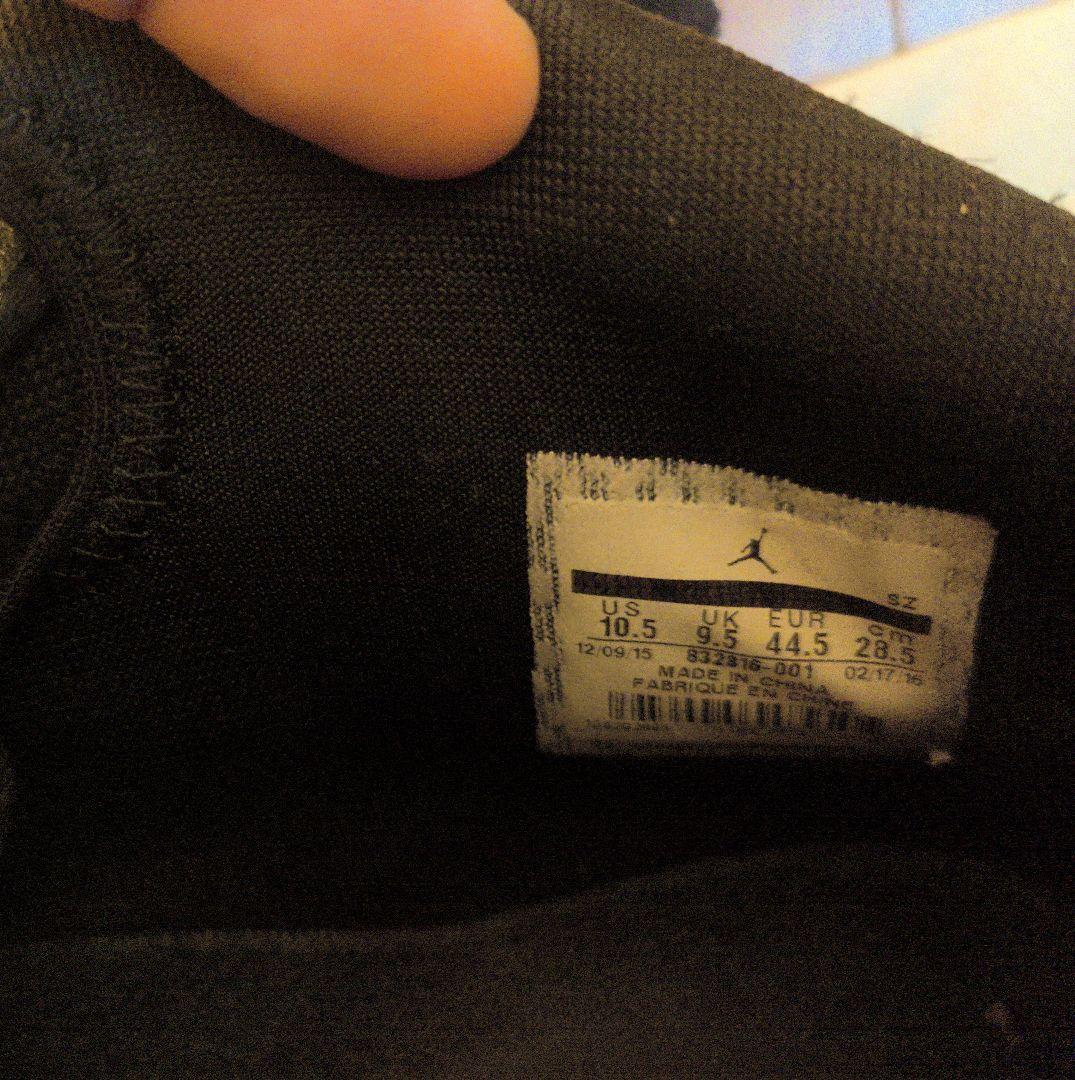 SZ
US UK EUR cm
10.5 9.5 44.5 28.5
12/09/15 832816-001 02/17/16
MADE IN CHINA
FABRIQUE EN CHINE